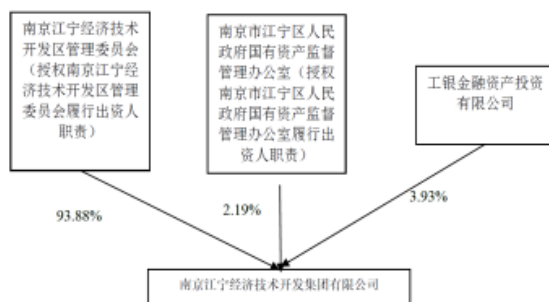 南京江宁经济技术
开发区管理委员会
（授权南京江宁经
济技术开发区管理
委员会履行出资人
职责）
南京市江宁区人民
政府国有资产监督
管理办公室（授权
南京市江宁区人民
政府国有资产监督
管理办公室履行出
资人职责）
工银金融资产投资
有限公司
93.88%
2.19%
3.93%
南京江宁经济技术开发集团有限公司